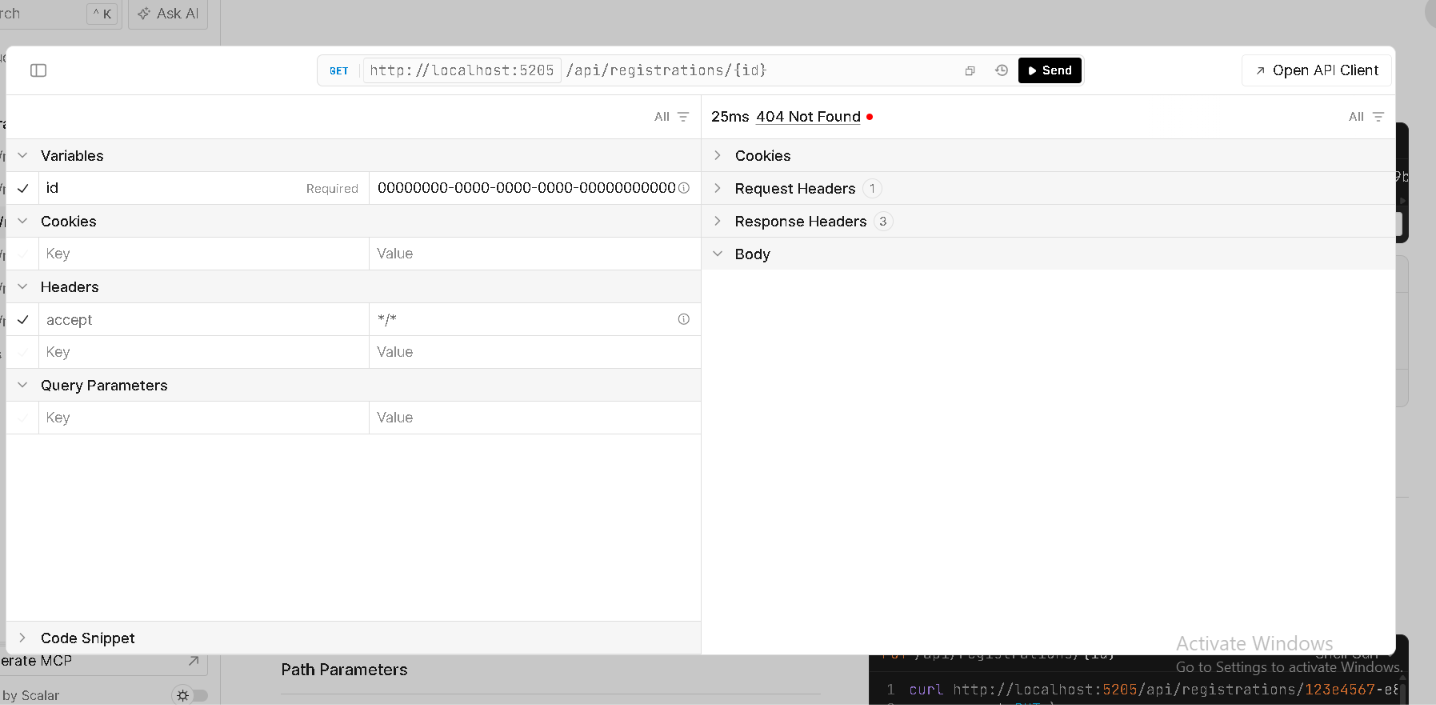 rch ^ K Ask AI
GET http://localhost:5205 /api/registrations/{id} Send Open API Client
All 25ms 404 Not Found All
Variables Cookies
id Required 00000000-0000-0000-0000-00000000000 Request Headers 1
Cookies Response Headers 3
Key Value Body
Headers
accept */*
Key Value
Query Parameters
Key Value
Code Snippet
Activate Windows
Go to Settings to activate Windows.
erate MCP Path Parameters
by Scalar 1 curl http://localhost:5205/api/registrations/123e4567-e8